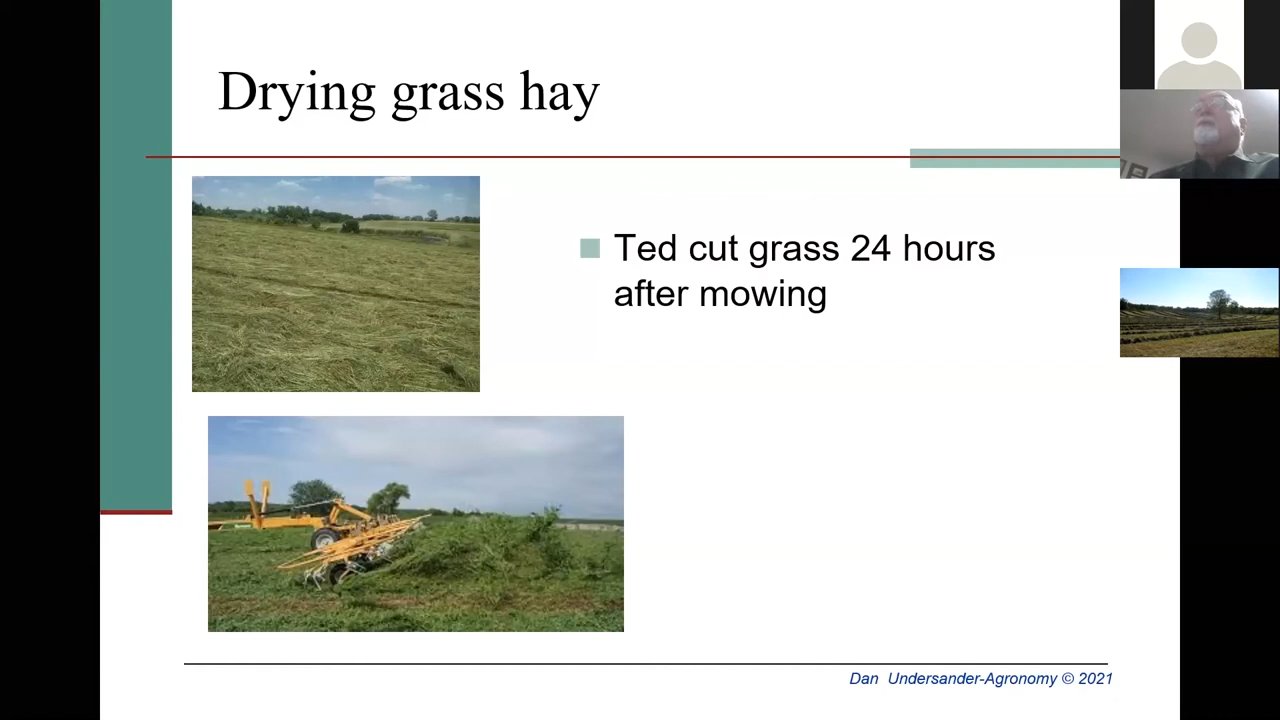 Drying grass hay
Ted cut grass 24 hours
after mowing
Dan Undersander-Agronomy © 2021